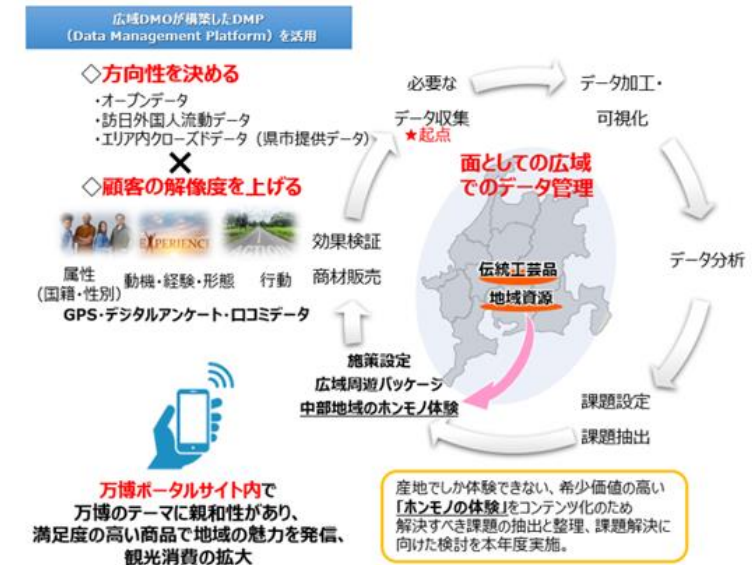 広域DMOが構築したDMP
（Data Management Platform）を活用
◇方向性を決める
・オープンデータ
・訪日外国人流動データ
・エリア内クローズドデータ（県市提供データ）
×
◇顧客の解像度を上げる
EXPERIENCE
ACTION
属性
（国籍・性別）
動機・経験・形態
行動
GPS・デジタルアンケート・口コミデータ
必要な
データ収集
★起点
データ加工・
可視化
データ分析
課題設定
課題抽出
施策設定
広域周遊パッケージ
中部地域のホンモノ体験
効果検証
商材販売
面としての広域
でのデータ管理
伝統工芸品
地域資源
万博ポータルサイト内で
万博のテーマに親和性があり、
満足度の高い商品で地域の魅力を発信、
観光消費の拡大
産地でしか体験できない、希少価値の高い
「ホンモノの体験」をコンテンツ化のため
解決すべき課題の抽出と整理、課題解決に
向けた検討を本年度実施。